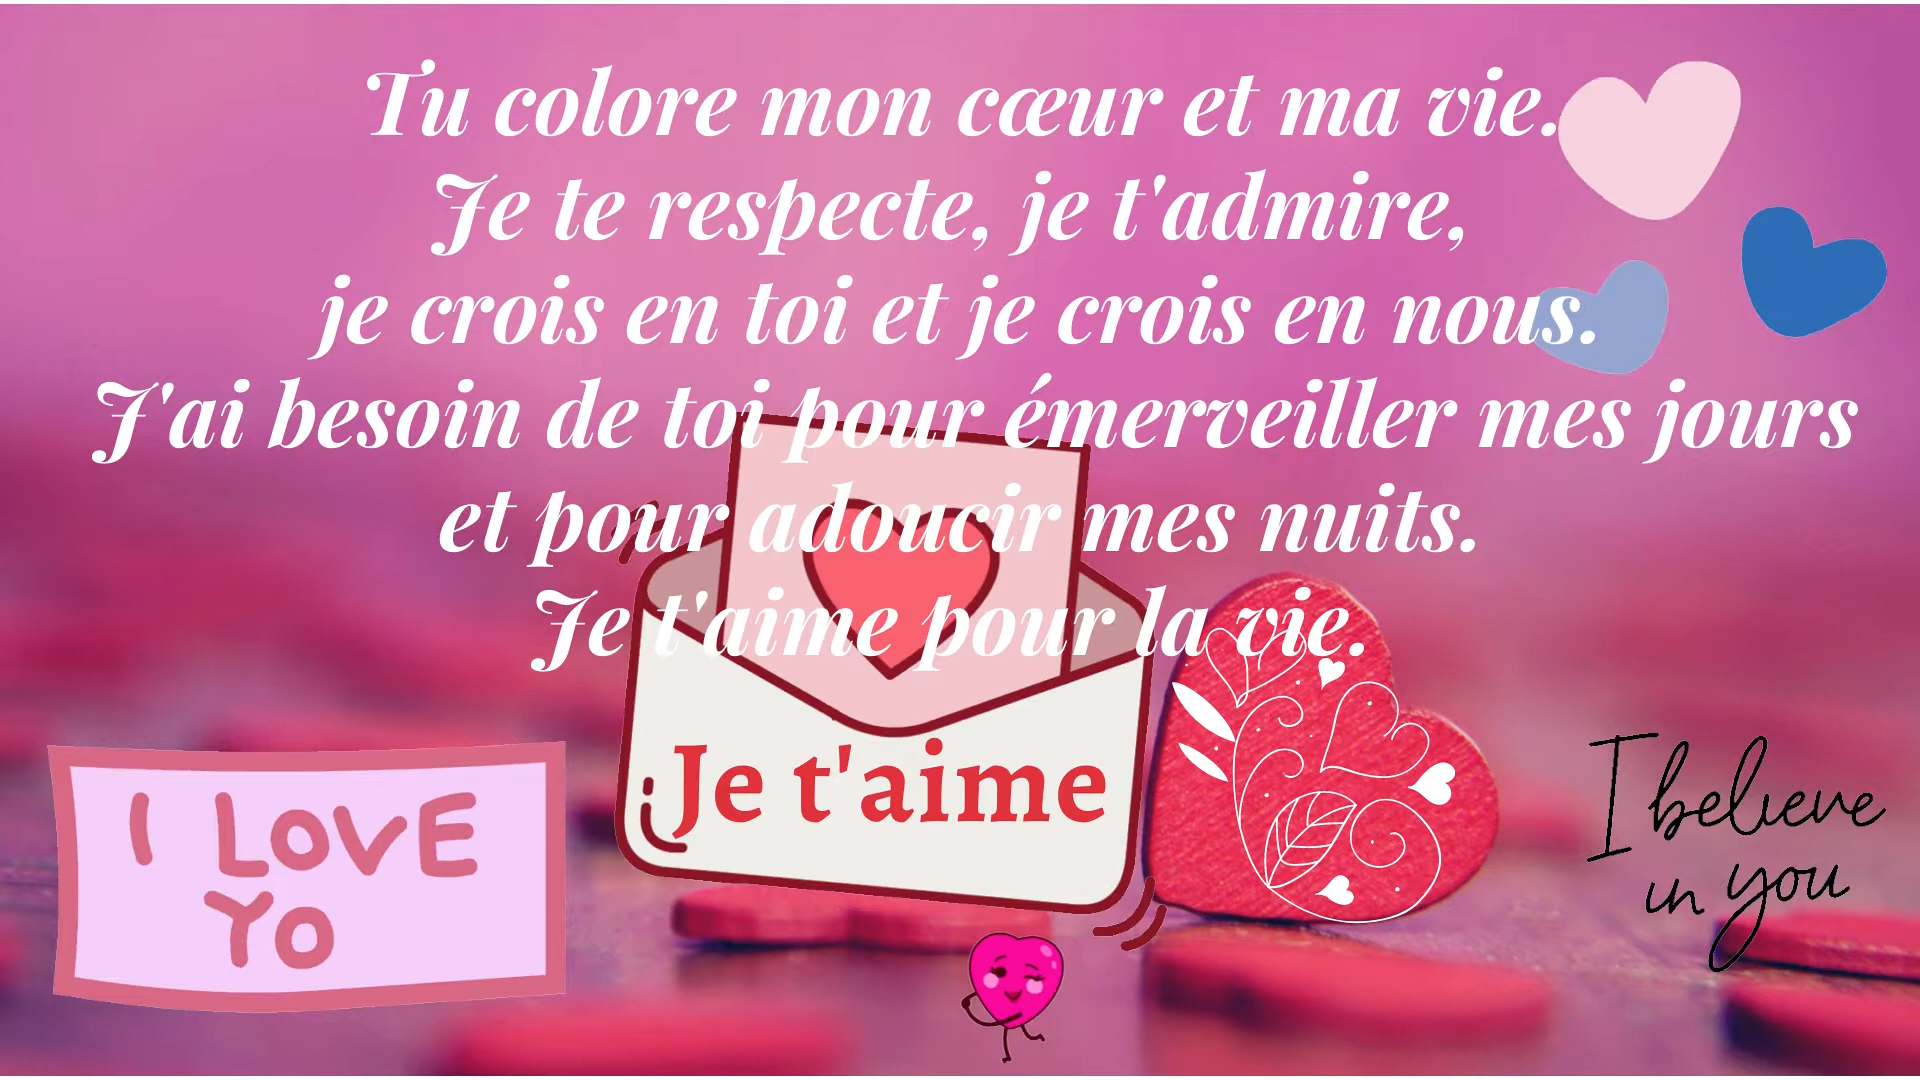 Tu colore mon cœur et ma vie.
Je te respecte, je t'admire,
je crois en toi et je crois en nous.
J'ai besoin de toi pour émerveiller mes jours
et pour adoucir mes nuits.
Je t'aime pour la vie.
Je t'aime
I LOVE
YO
I believe
in you